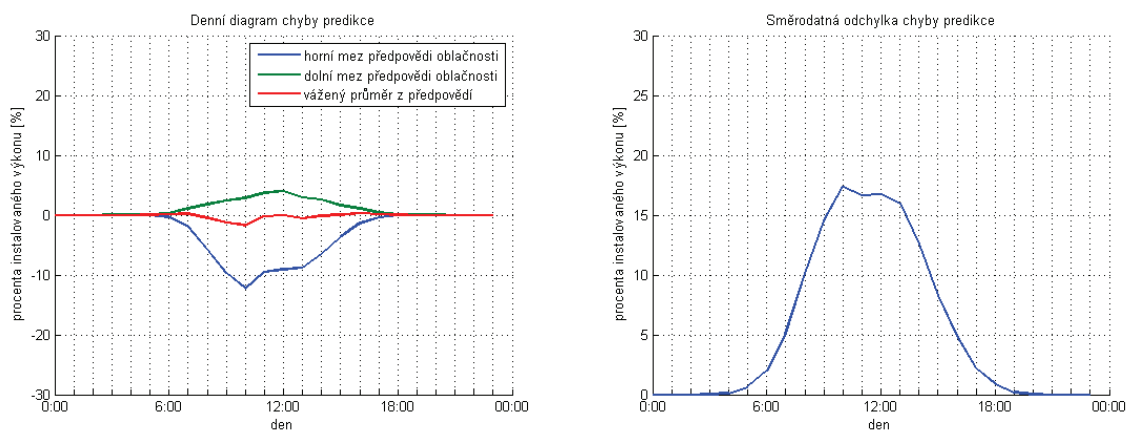 Denní diagram chyby predikce
30
20
10
0
-10
-20
-30
procenta instalovaného výkonu [%]
horní mez předpovědi oblačnosti
dolní mez předpovědi oblačnosti
vážený průměr z předpovědí
0:00
6:00
12:00
18:00
00:00
den
Směrodatná odchylka chyby predikce
30
25
20
15
10
5
0
procenta instalovaného výkonu [%]
0:00
6:00
12:00
18:00
00:00
den